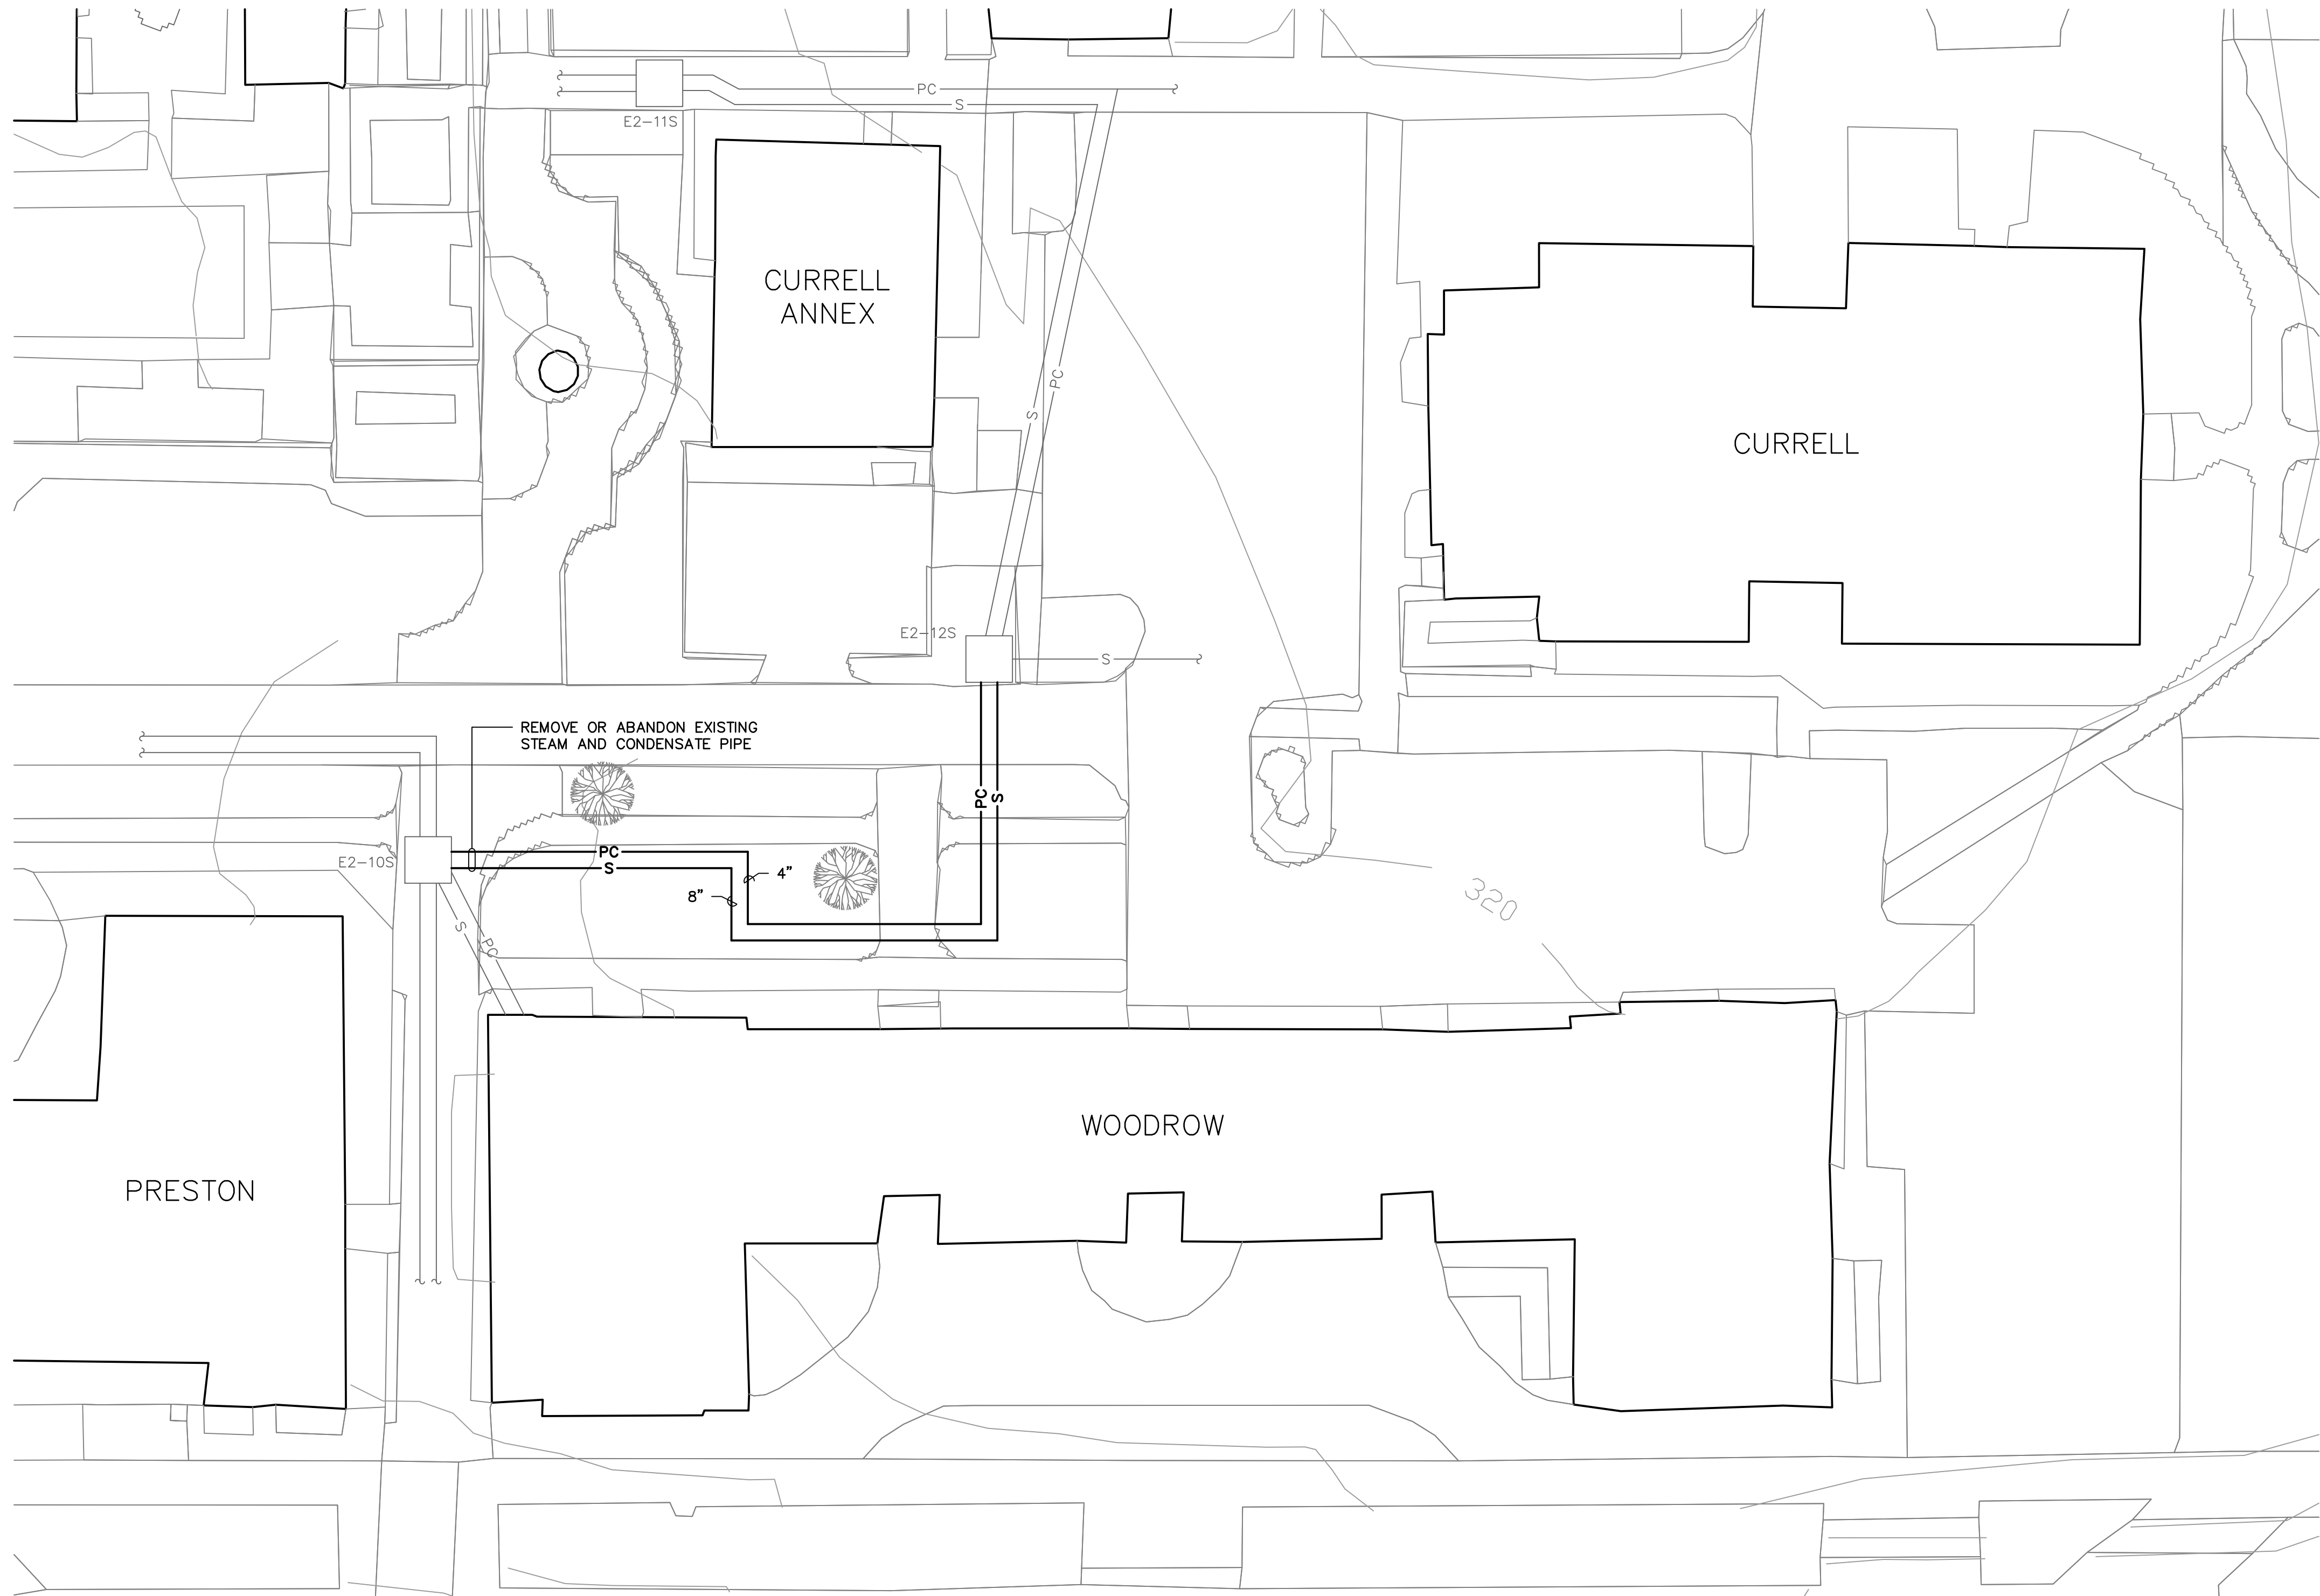 PC
S
E2-11S
CURRELL
ANNEX
PC
S
CURRELL
E2-12S
S
REMOVE OR ABANDON EXISTING
STEAM AND CONDENSATE PIPE
PC
S
PC
S
E2-10S
4"
8"
320
S
PC
WOODROW
PRESTON